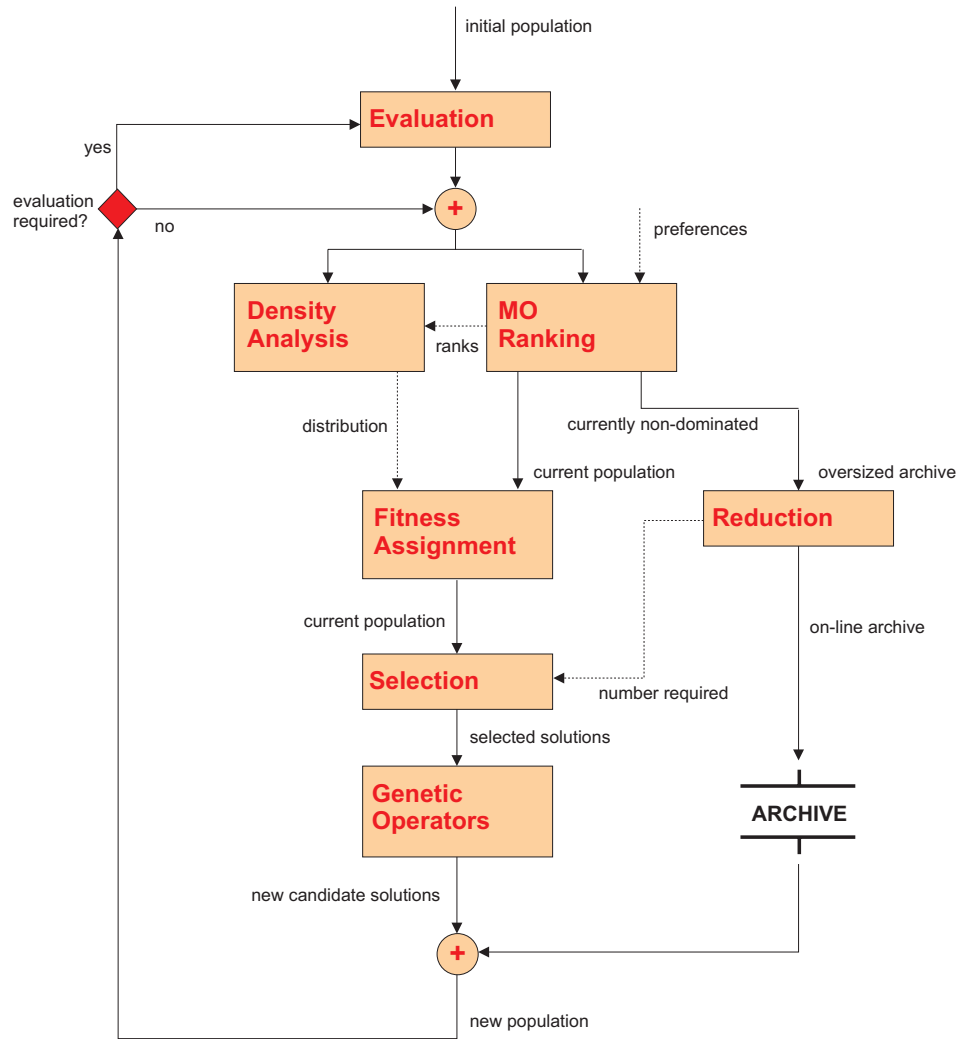 initial population
Evaluation
yes
evaluation
required?
no
+
preferences
Density
Analysis
MO
Ranking
ranks
distribution
currently non-dominated
current population
oversized archive
Fitness
Assignment
Reduction
current population
on-line archive
Selection
number required
selected solutions
Genetic
Operators
ARCHIVE
new candidate solutions
+
new population